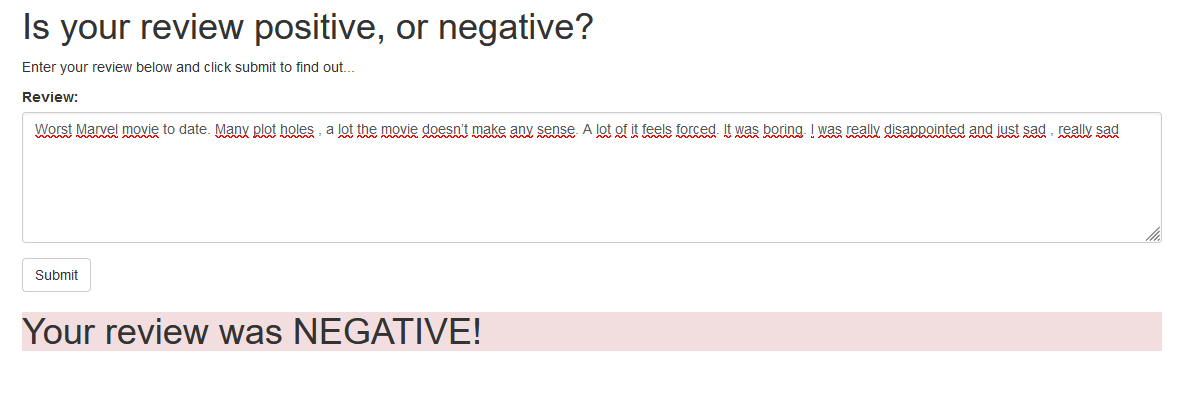 Is your review positive, or negative?
Enter your review below and click submit to find out...
Review:
Worst Marvel movie to date. Many plot holes , a lot the movie doesn't make any sense. A lot of it feels forced. It was boring. I was really disappointed and just sad , really sad
Submit
Your review was NEGATIVE!